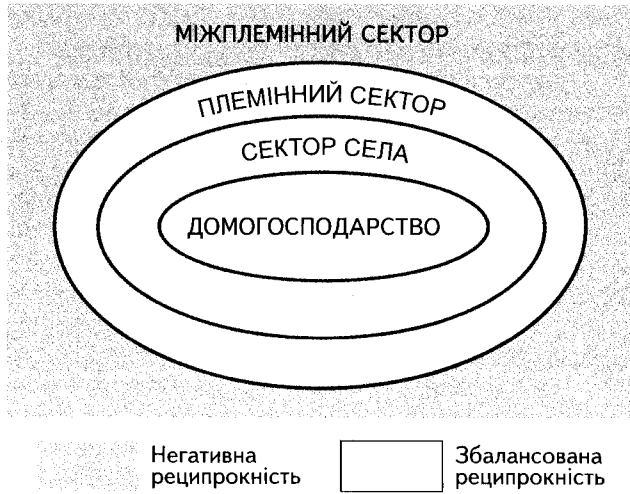 МІЖПЛЕМІННИЙ СЕКТОР
ПЛЕМІННИЙ СЕКТОР
СЕКТОР СЕЛА
ДОМОГОСПОДАРСТВО
Негативна
реципрокність
Збалансована
реципрокність